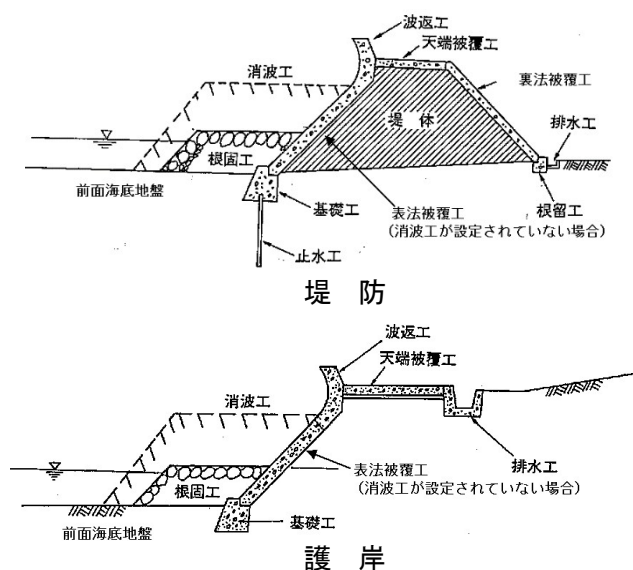 波返工
天端被覆工
消波工
裏法被覆工
堤 体
排水工
根固工
前面海底地盤
基礎工
表法被覆工
(消波工が設定されていない場合)
根留工
止水工
堤 防
波返工
天端被覆工
消波工
表法被覆工
(消波工が設定されていない場合)
排水工
根固工
基礎工
前面海底地盤
護 岸